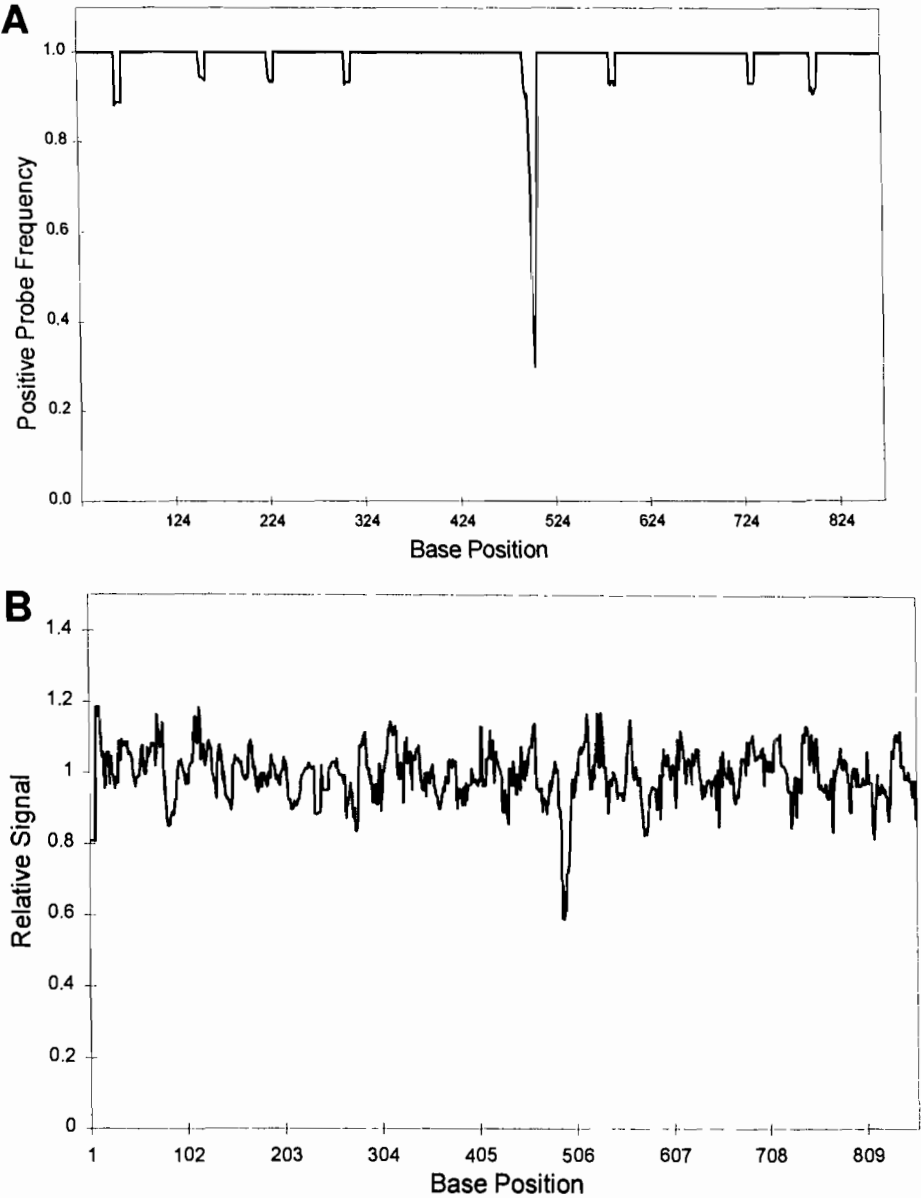 A
1.0
0.8
0.6
0.4
0.2
0.0
Positive Probe Frequency
124 224 324 424 524 624 724 824
Base Position
B
1.4
1.2
1
0.8
0.6
0.4
0.2
0
Relative Signal
1 102 203 304 405 506 607 708 809
Base Position